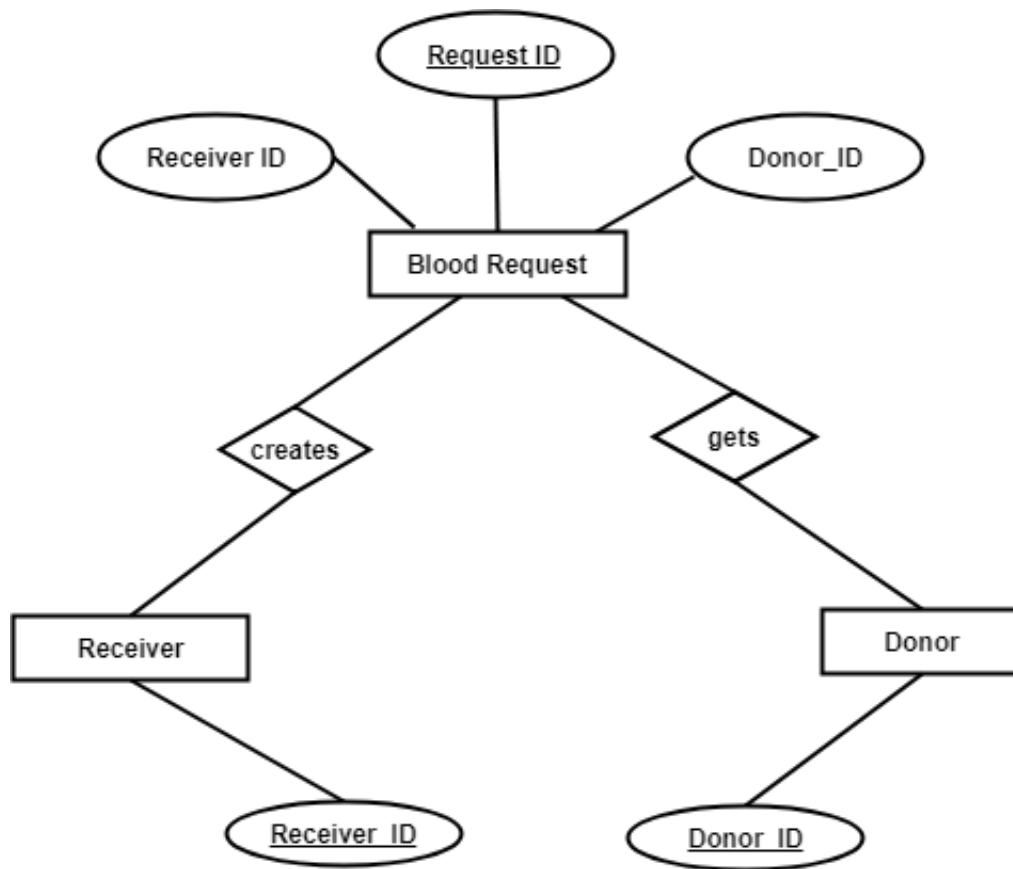 Request ID
Receiver ID
Donor_ID
Blood Request
creates
gets
Receiver
Donor
Receiver_ID
Donor_ID